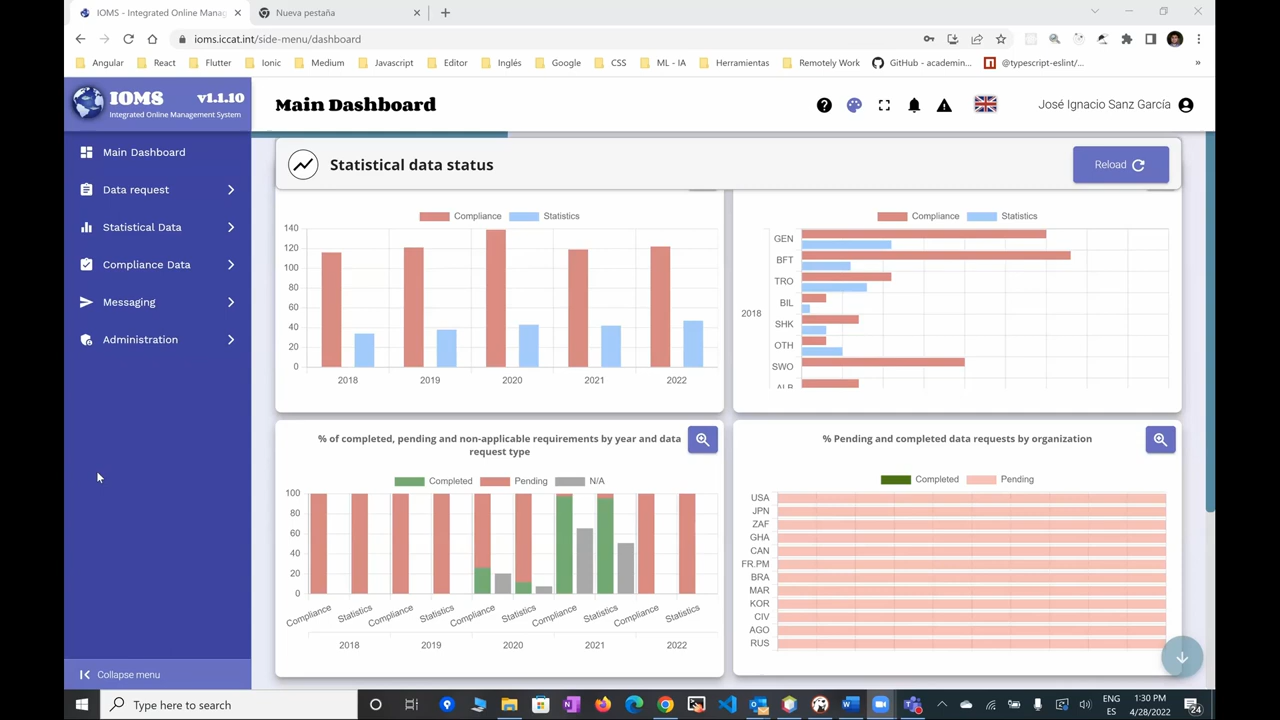 IOMS - Integrated Online Manag
Nueva pestaña
ioms.iccat.int/side-menu/dashboard
Angular
React
Flutter
Ionic
Medium
Javascript
Editor
Inglés
Google
CSS
ML - IA
Herramientas
Remotely Work
GitHub - academin...
@typescript-eslint/...
»
IOMS v1.1.10
Integrated Online Management System
Main Dashboard
José Ignacio Sanz García
Main Dashboard
Data request
Statistical Data
Compliance Data
Messaging
Administration
Collapse menu
Statistical data status
Reload
Compliance Statistics
140
120
100
80
60
40
20
0
2018 2019 2020 2021 2022
Compliance Statistics
2018
GEN
BFT
TRO
BIL
SHK
OTH
SWO
ALB
% of completed, pending and non-applicable requirements by year and data
request type
Completed Pending N/A
100
80
60
40
20
0
Compliance Statistics Compliance Statistics Compliance Statistics Compliance Statistics Compliance Statistics
2018 2019 2020 2021 2022
% Pending and completed data requests by organization
Completed Pending
USA
JPN
ZAF
GHA
CAN
FR.PM
BRA
MAR
KOR
CIV
AGO
RUS
Type here to search
ENG
ES
1:30 PM
4/28/2022
24